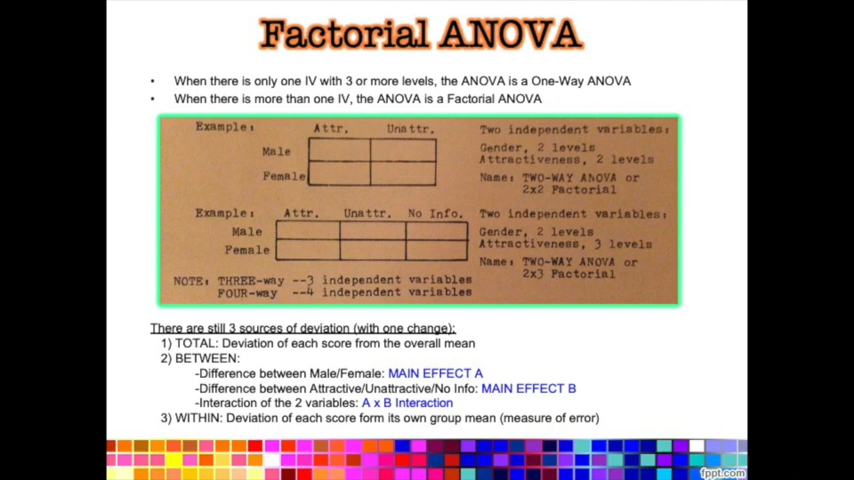 Factorial ANOVA
• When there is only one IV with 3 or more levels, the ANOVA is a One-Way ANOVA
• When there is more than one IV, the ANOVA is a Factorial ANOVA
Example: Attr. Unattr. Two independent variables:
Male Gender, 2 levels
Attractiveness, 2 levels
Female Name: TWO-WAY ANOVA or
2x2 Factorial
Example: Attr. Unattr. No Info. Two independent variables:
Male Gender, 2 levels
Female Attractiveness, 3 levels
Name: TWO-WAY ANOVA or
2x3 Factorial
NOTE: THREE-way --3 independent variables
FOUR-way --4 independent variables
There are still 3 sources of deviation (with one change):
1) TOTAL: Deviation of each score from the overall mean
2) BETWEEN:
-Difference between Male/Female: MAIN EFFECT A
-Difference between Attractive/Unattractive/No Info: MAIN EFFECT B
-Interaction of the 2 variables: A x B Interaction
3) WITHIN: Deviation of each score form its own group mean (measure of error)
fppt.com